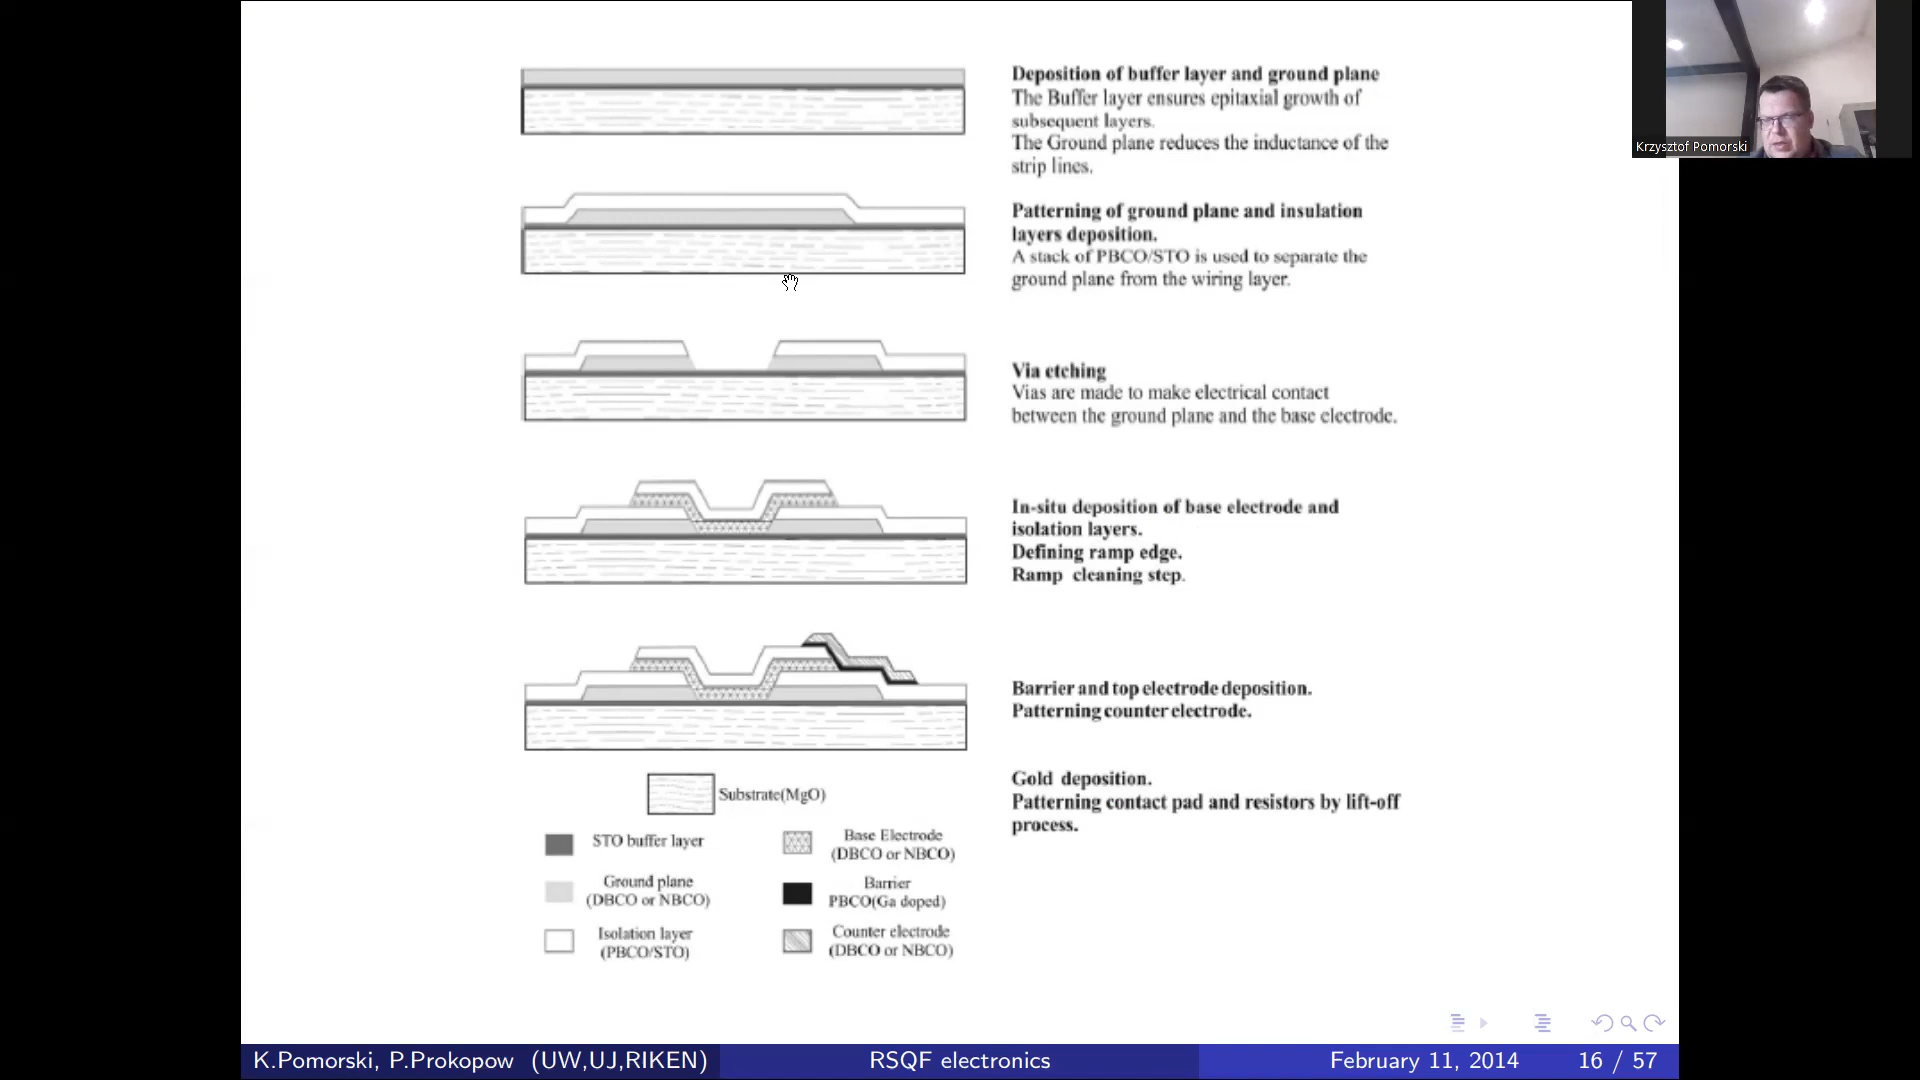 Deposition of buffer layer and ground plane
The Buffer layer ensures epitaxial growth of
subsequent layers.
The Ground plane reduces the inductance of the
strip lines.
Patterning of ground plane and insulation
layers deposition.
A stack of PBCO/STO is used to separate the
ground plane from the wiring layer.
Via etching
Vias are made to make electrical contact
between the ground plane and the base electrode.
In-situ deposition of base electrode and
isolation layers.
Defining ramp edge.
Ramp cleaning step.
Barrier and top electrode deposition.
Patterning counter electrode.
Gold deposition.
Patterning contact pad and resistors by lift-off
process.
Substrate(MgO)
STO buffer layer
Ground plane
(DBCO or NBCO)
Isolation layer
(PBCO/STO)
Base Electrode
(DBCO or NBCO)
Barrier
PBCO(Ga doped)
Counter electrode
(DBCO or NBCO)
Krzysztof Pomorski
K.Pomorski, P.Prokopow (UW,UJ,RIKEN)
RSQF electronics
February 11, 2014
16 / 57